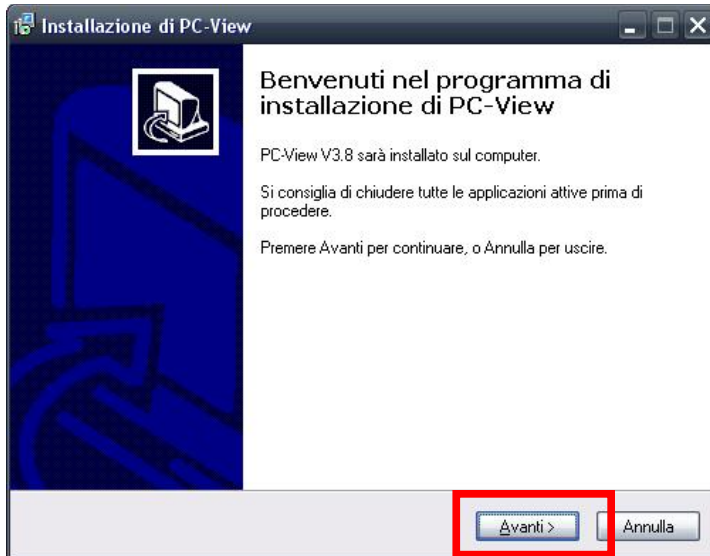 Installazione di PC-View
Benvenuti nel programma di
installazione di PC-View
PC-View V3.8 sarà installato sul computer.
Si consiglia di chiudere tutte le applicazioni attive prima di
procedere.
Premere Avanti per continuare, o Annulla per uscire.
Avanti >
Annulla